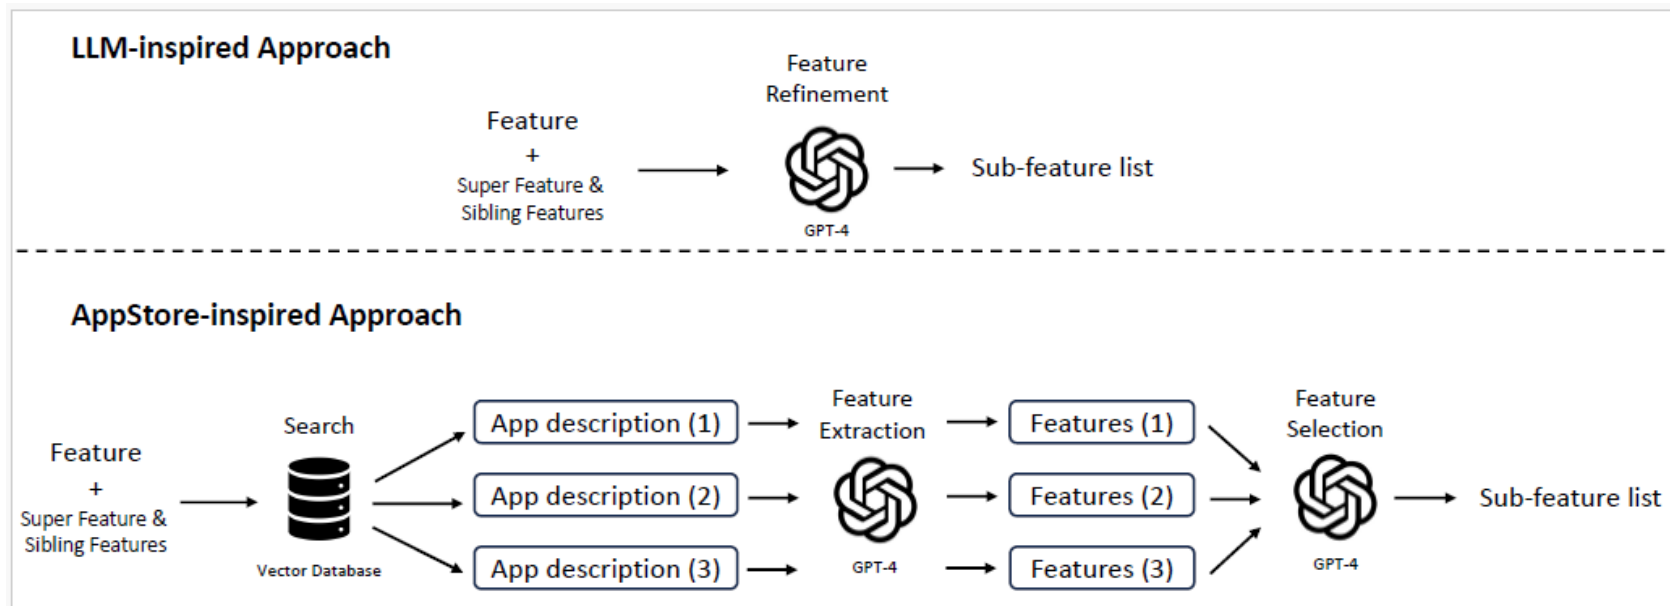 LLM-inspired Approach
Feature
Refinement
Feature
+
Super Feature &
Sibling Features
GPT-4
Sub-feature list
AppStore-inspired Approach
Feature
+
Super Feature &
Sibling Features
Search
Vector Database
App description (1)
App description (2)
App description (3)
Feature
Extraction
GPT-4
Features (1)
Features (2)
Features (3)
Feature
Selection
GPT-4
Sub-feature list